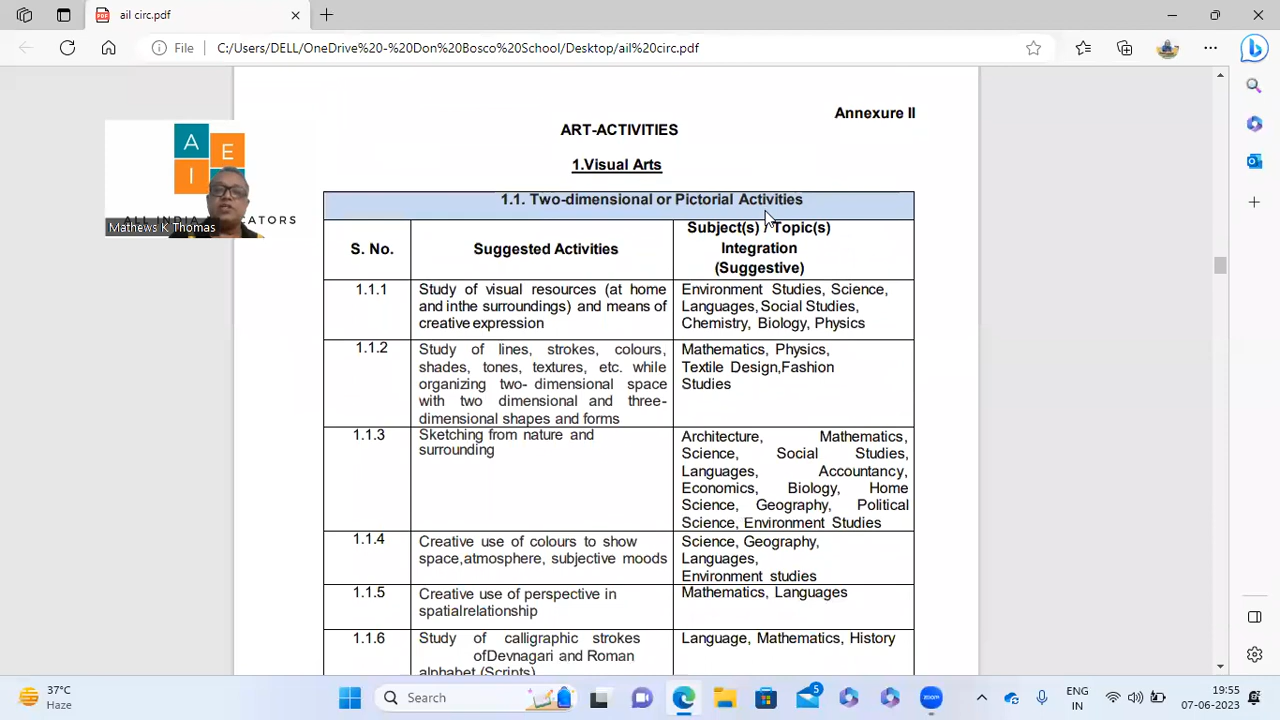 ail circ.pdf
File C:/Users/DELL/OneDrive%20-%20Don%20Bosco%20School/Desktop/ail%20circ.pdf
Annexure II
ART-ACTIVITIES
1.Visual Arts
1.1. Two-dimensional or Pictorial Activities
S. No.
Suggested Activities
Subject(s) / Topic(s)
Integration
(Suggestive)
1.1.1
Study of visual resources (at home
and inthe surroundings) and means of
creative expression
Environment Studies, Science,
Languages, Social Studies,
Chemistry, Biology, Physics
1.1.2
Study of lines, strokes, colours,
shades, tones, textures, etc. while
organizing two- dimensional space
with two dimensional and three-
dimensional shapes and forms
Mathematics, Physics,
Textile Design,Fashion
Studies
1.1.3
Sketching from nature and
surrounding
Architecture, Mathematics,
Science, Social Studies,
Languages, Accountancy,
Economics, Biology, Home
Science, Geography, Political
Science, Environment Studies
1.1.4
Creative use of colours to show
space,atmosphere, subjective moods
Science, Geography,
Languages,
Environment studies
1.1.5
Creative use of perspective in
spatialrelationship
Mathematics, Languages
1.1.6
Study of calligraphic strokes
ofDevnagari and Roman
alphabet (Scripts)
Language, Mathematics, History
A
E
I
ALL INDIA CATORS
Mathews K Thomas
37°C
Haze
Search
5
zoom
ENG
IN
19:55
07-06-2023